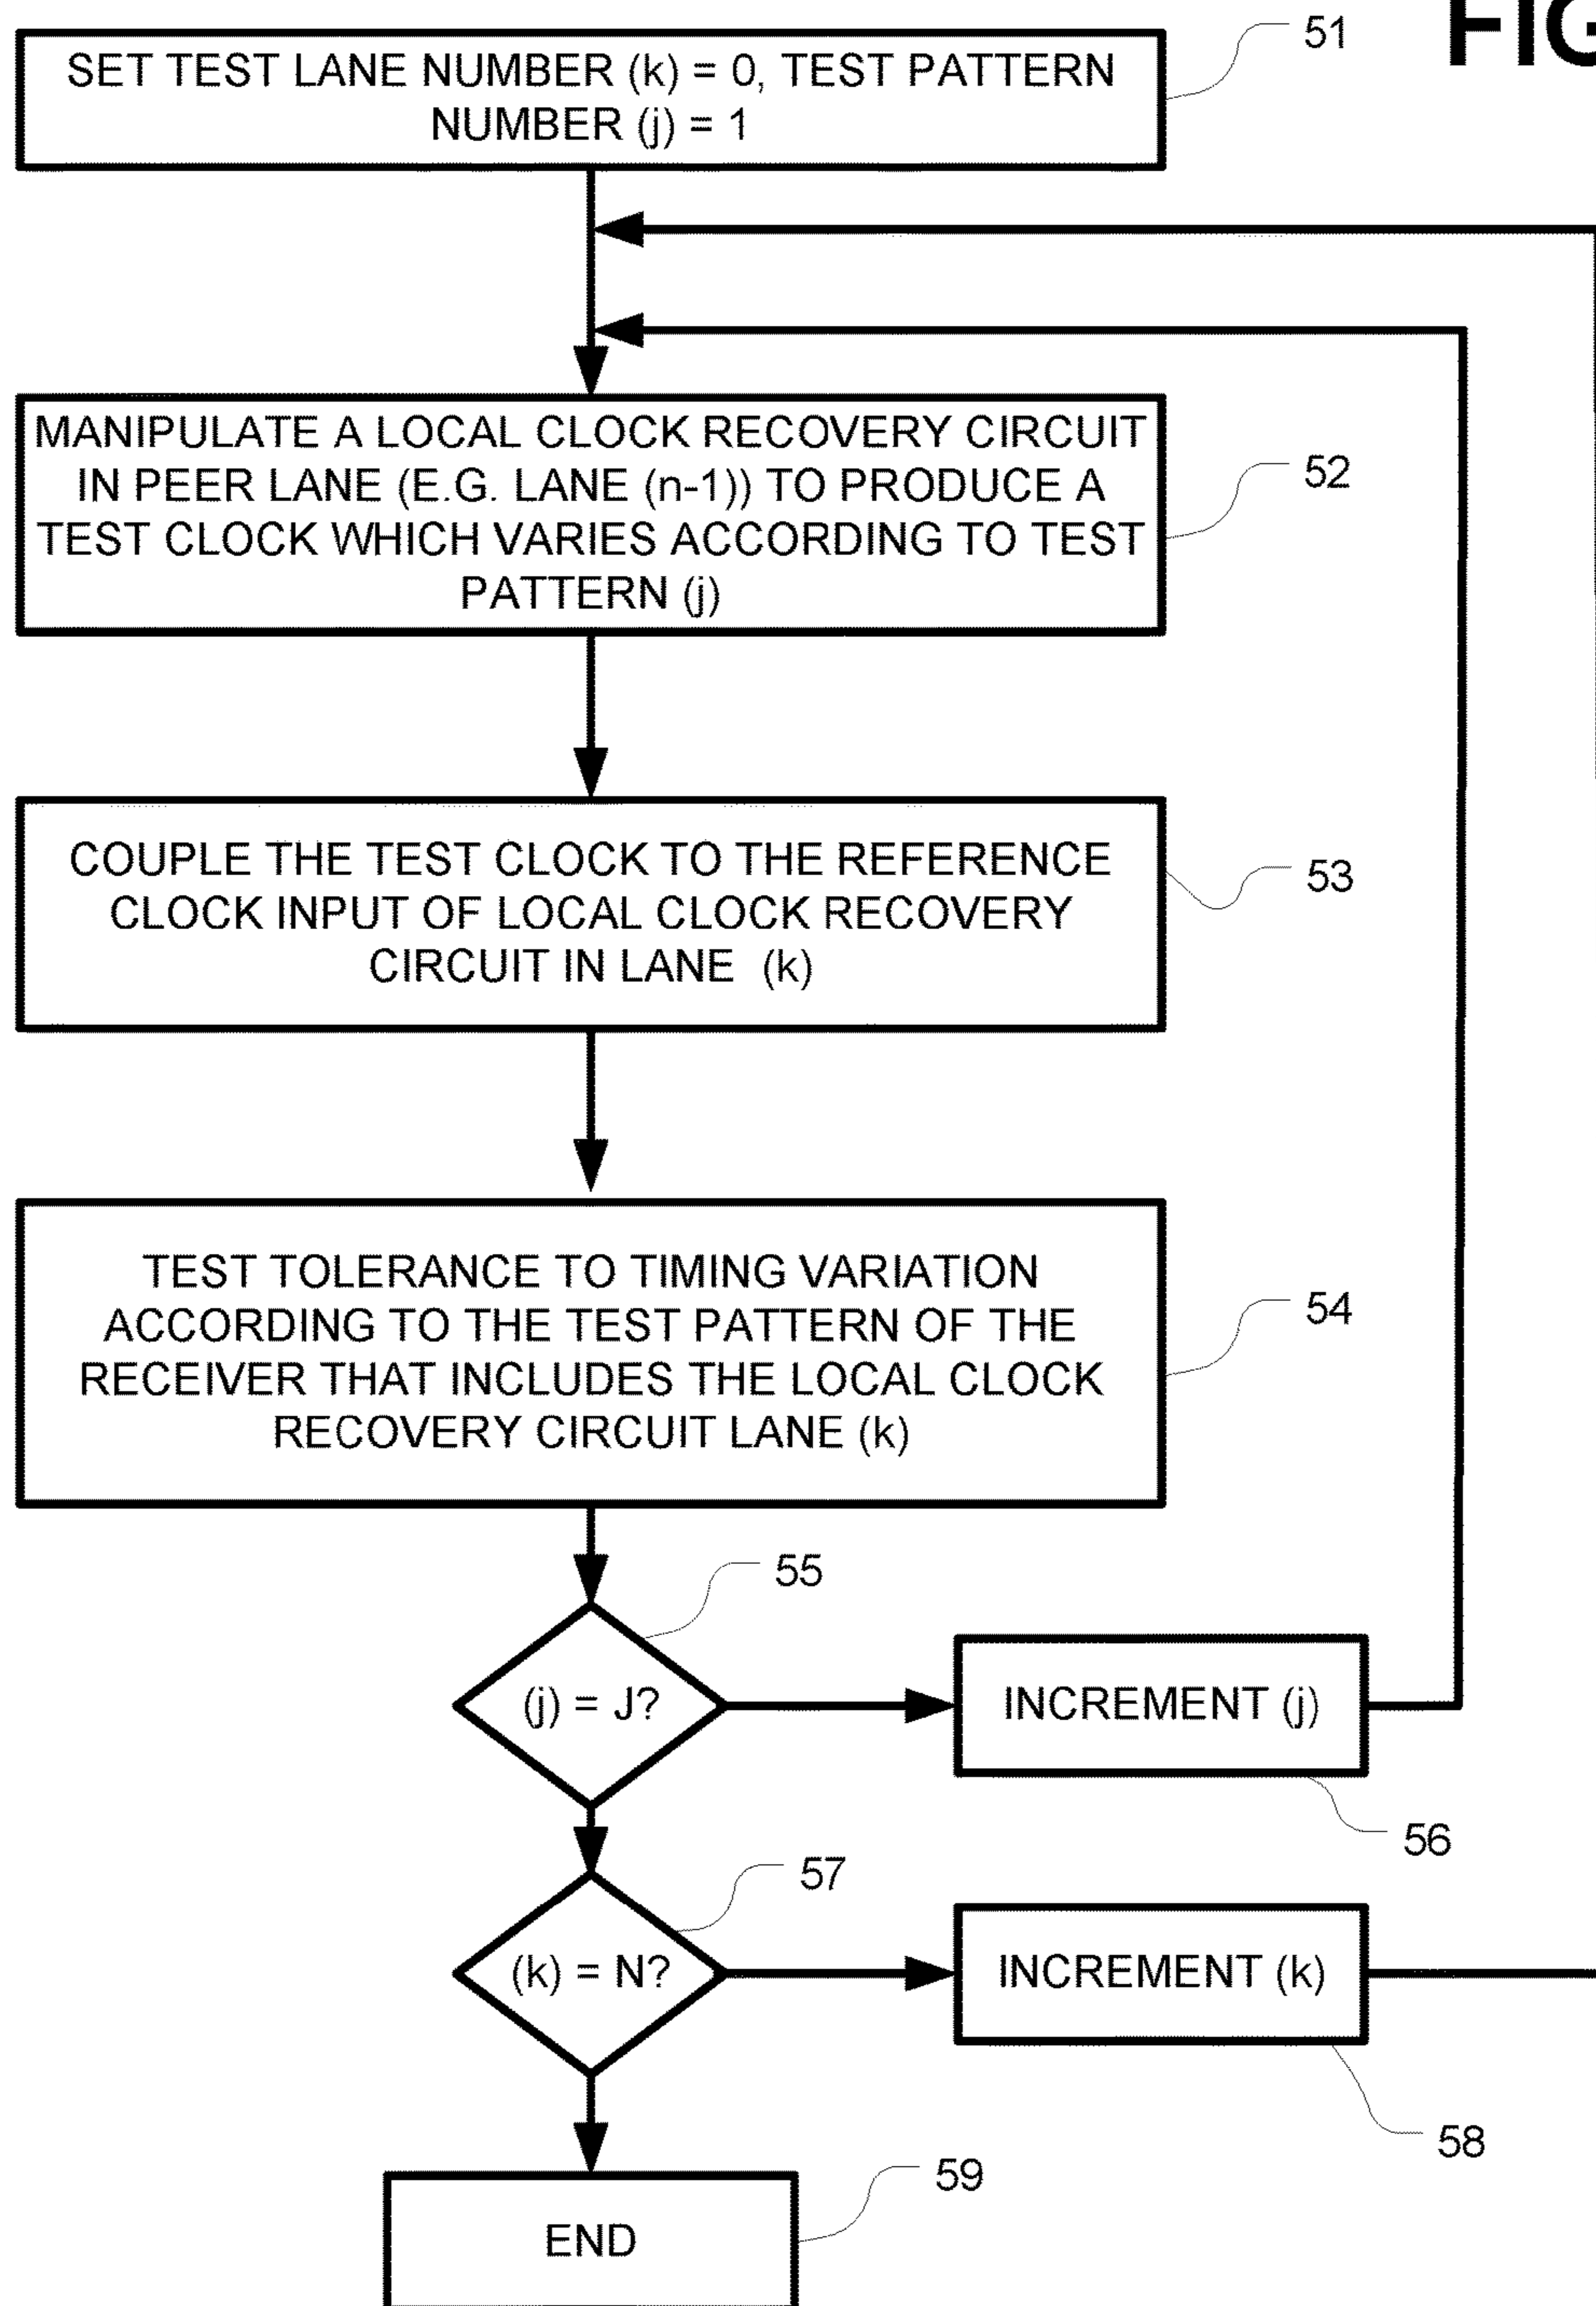 FIG
51
SET TEST LANE NUMBER (k) = 0, TEST PATTERN
NUMBER (j) = 1
MANIPULATE A LOCAL CLOCK RECOVERY CIRCUIT
IN PEER LANE (E.G. LANE (n-1)) TO PRODUCE A
TEST CLOCK WHICH VARIES ACCORDING TO TEST
PATTERN (j)
52
COUPLE THE TEST CLOCK TO THE REFERENCE
CLOCK INPUT OF LOCAL CLOCK RECOVERY
CIRCUIT IN LANE (k)
53
TEST TOLERANCE TO TIMING VARIATION
ACCORDING TO THE TEST PATTERN OF THE
RECEIVER THAT INCLUDES THE LOCAL CLOCK
RECOVERY CIRCUIT LANE (k)
54
55
(j) = J?
INCREMENT (j)
56
57
(k) = N?
INCREMENT (k)
58
59
END